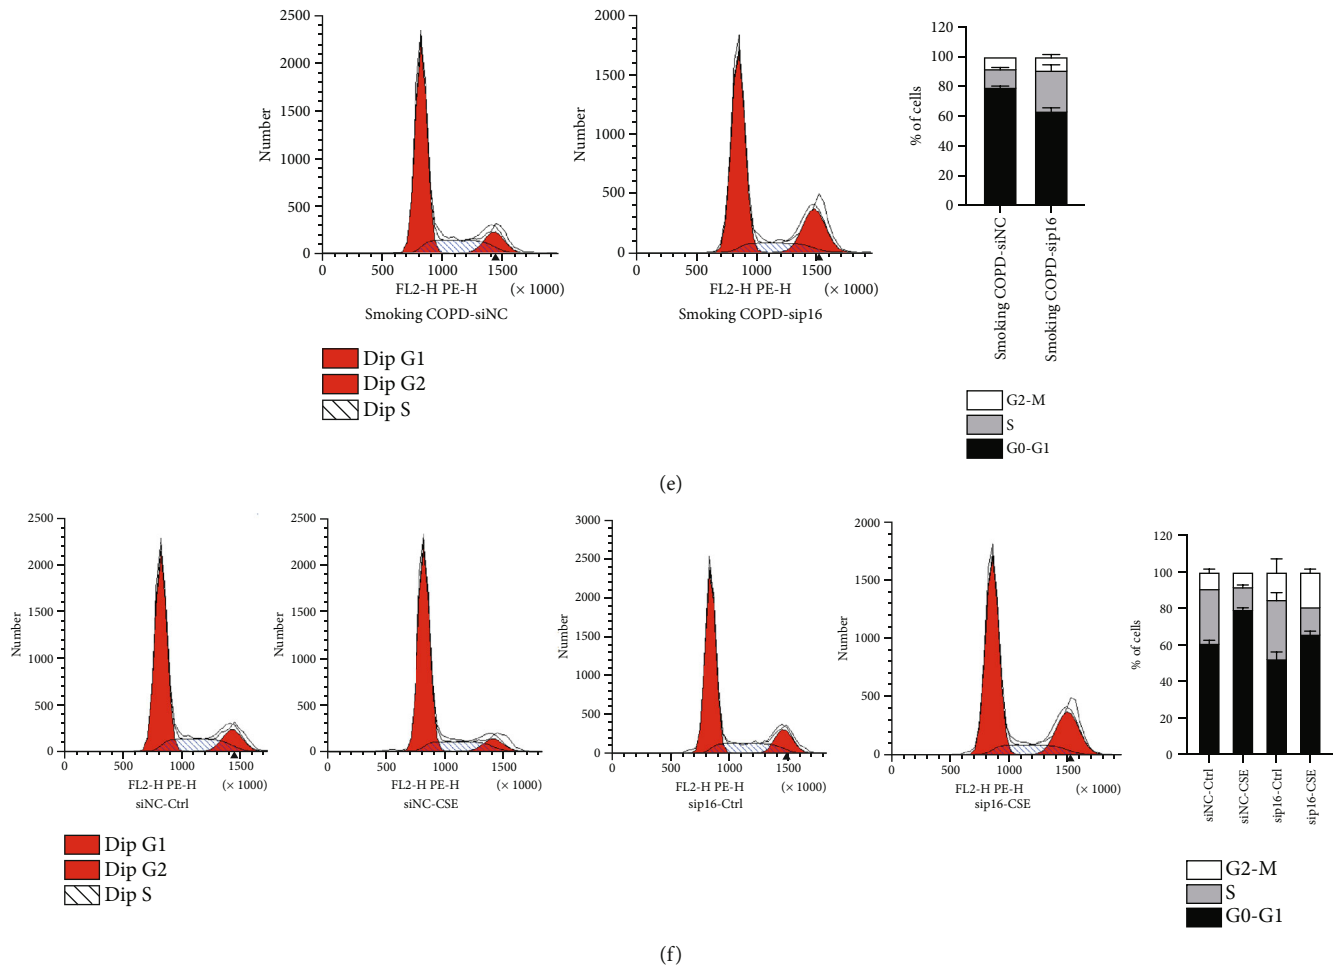 2500
2000
1500
1000
500
0
Number
0 500 1000 1500
FL2-H PE-H (× 1000)
Smoking COPD-siNC
2000
1500
1000
500
0
Number
0 500 1000 1500
FL2-H PE-H (× 1000)
Smoking COPD-sip16
Dip G1
Dip G2
Dip S
120
100
80
60
40
20
0
% of cells
Smoking COPD-siNC
Smoking COPD-sip16
G2-M
S
G0-G1
(e)
2500
2000
1500
1000
500
0
Number
0 500 1000 1500
FL2-H PE-H (× 1000)
siNC-Ctrl
2500
2000
1500
1000
500
0
Number
0 500 1000 1500
FL2-H PE-H (× 1000)
siNC-CSE
3000
2500
2000
1500
1000
500
0
Number
0 500 1000 1500
FL2-H PE-H (× 1000)
sip16-Ctrl
2000
1500
1000
500
0
Number
0 500 1000 1500
FL2-H PE-H (× 1000)
sip16-CSE
120
100
80
60
40
20
0
% of cells
siNC-Ctrl
siNC-CSE
sip16-Ctrl
sip16-CSE
Dip G1
Dip G2
Dip S
G2-M
S
G0-G1
(f)